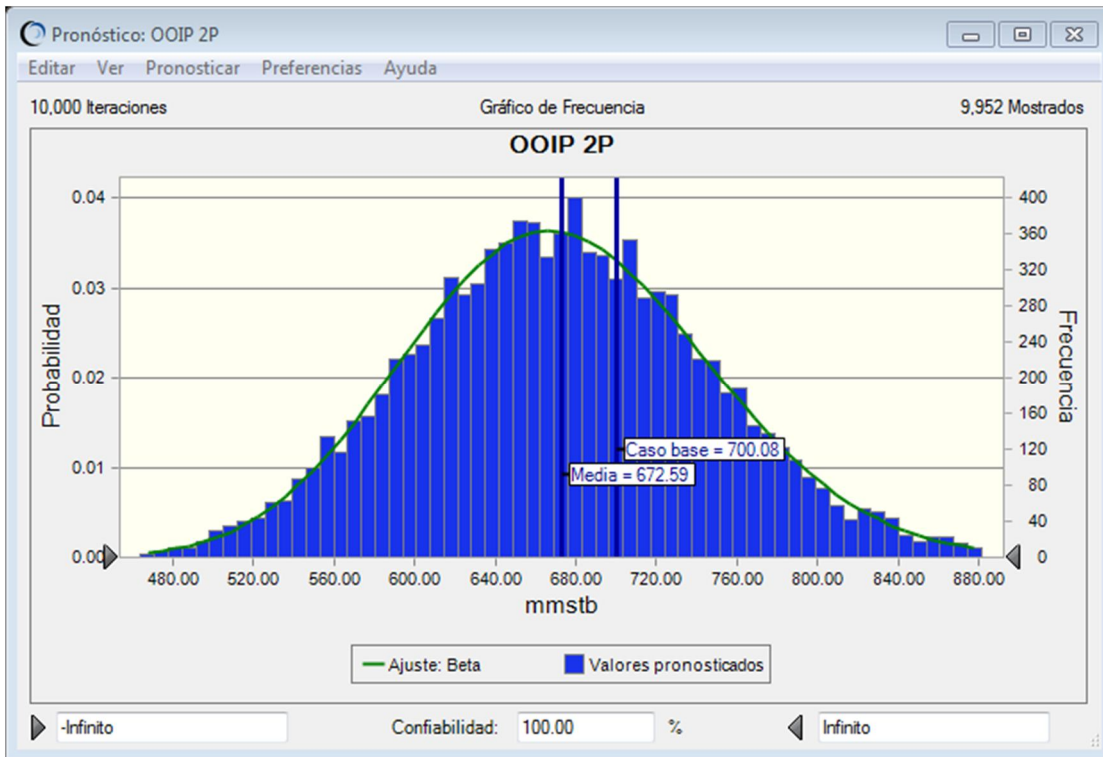 Pronóstico: OOIP 2P
Editar Ver Pronosticar Preferencias Ayuda
10,000 Iteraciones Gráfico de Frecuencia 9,952 Mostrados
OOIP 2P
0.04 400
360
320
0.03
280
240
0.02 200
160
120
0.01
80
40
0.00 0
Probabilidad
Frecuencia
Caso base = 700.08
Media = 672.59
480.00 520.00 560.00 600.00 640.00 680.00 720.00 760.00 800.00 840.00 880.00
mmstb
Ajuste: Beta Valores pronosticados
-Infinito Confiabilidad: 100.00 % Infinito